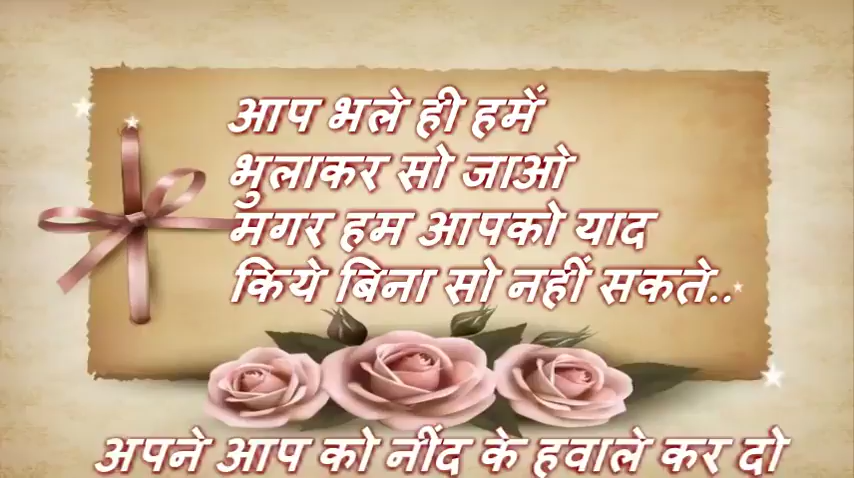 आप भले ही हमें
भुलाकर सो जाओ
मगर हम आपको याद
किये बिना सो नहीं सकते..
अपने आप को नींद के हवाले कर दो